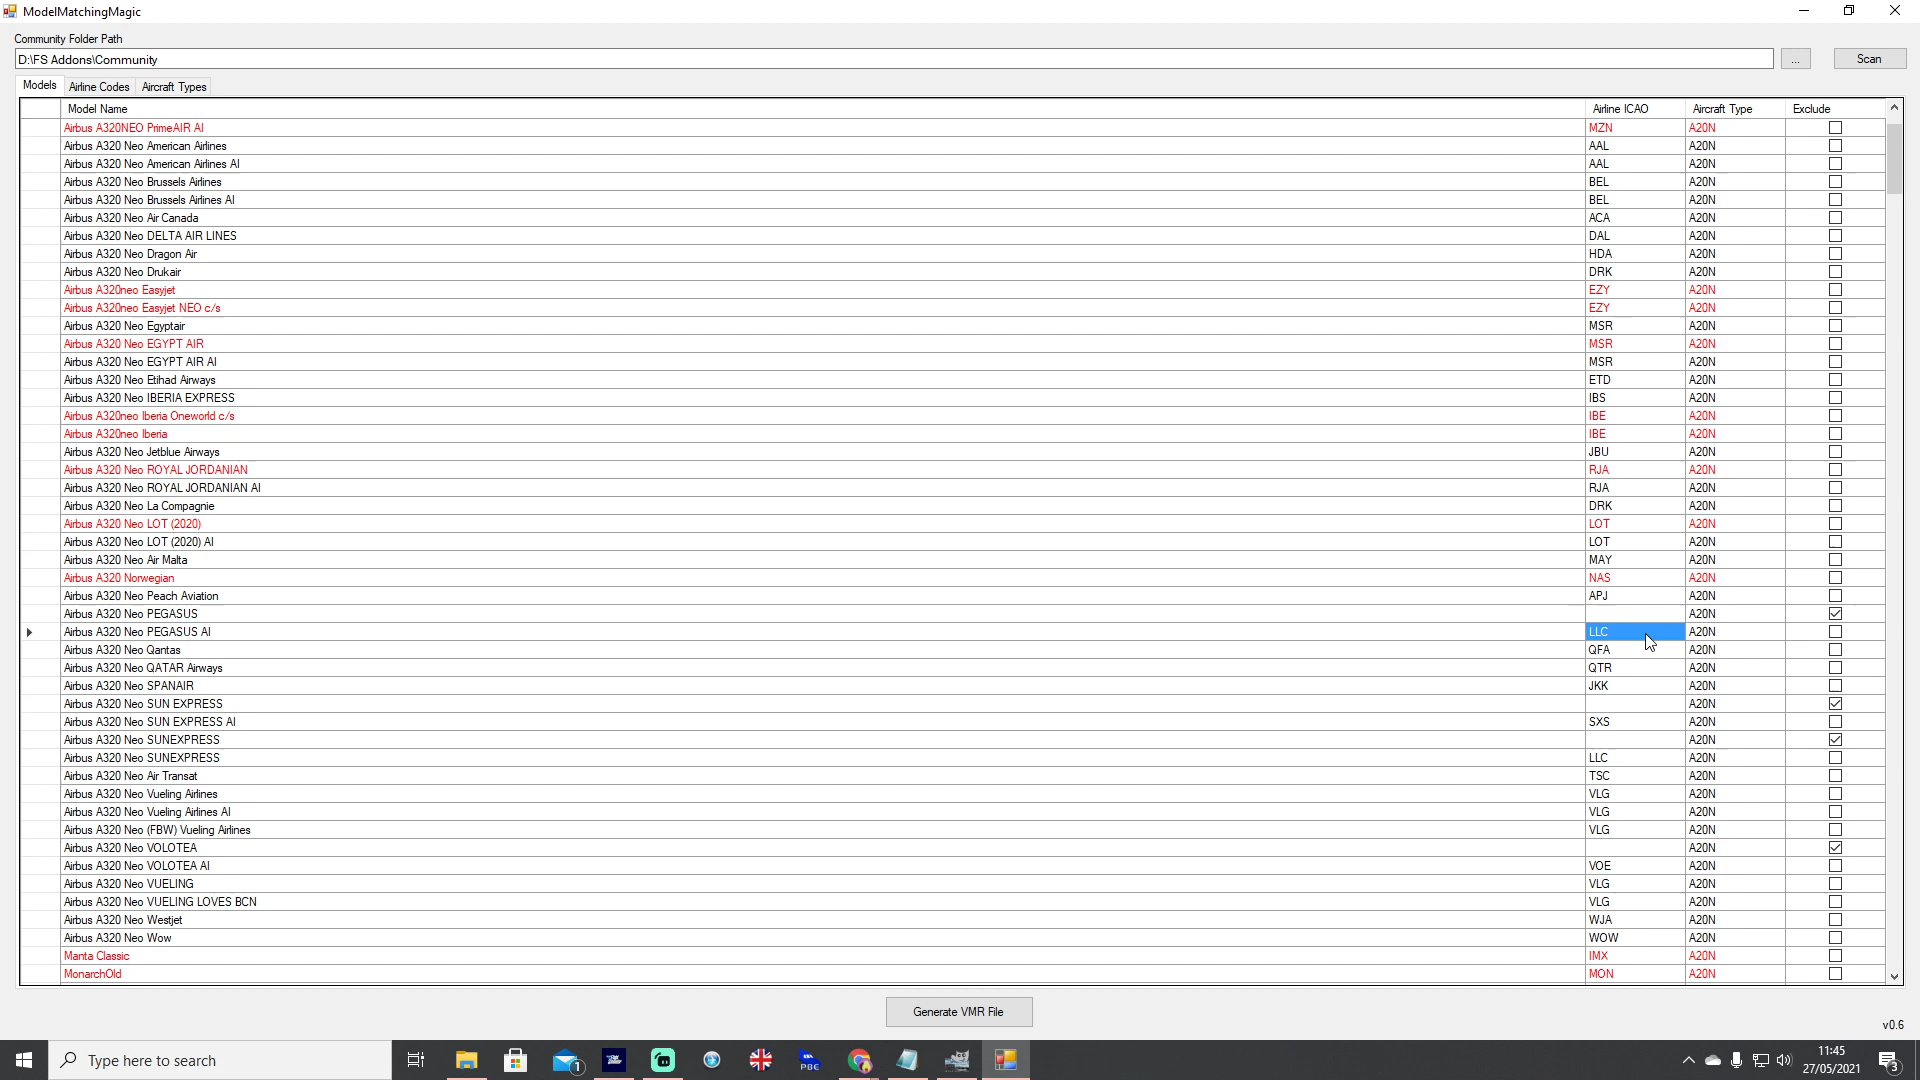 ModelMatchingMagic
Community Folder Path
D:\FS Addons\Community ... Scan
Models Airline Codes Aircraft Types
Model Name Airline ICAO Aircraft Type Exclude
Airbus A320NEO PrimeAIR AI MZN A20N
Airbus A320 Neo American Airlines AAL A20N
Airbus A320 Neo American Airlines AI AAL A20N
Airbus A320 Neo Brussels Airlines BEL A20N
Airbus A320 Neo Brussels Airlines AI BEL A20N
Airbus A320 Neo Air Canada ACA A20N
Airbus A320 Neo DELTA AIR LINES DAL A20N
Airbus A320 Neo Dragon Air HDA A20N
Airbus A320 Neo Drukair DRK A20N
Airbus A320neo Easyjet EZY A20N
Airbus A320neo Easyjet NEO c/s EZY A20N
Airbus A320 Neo Egyptair MSR A20N
Airbus A320 Neo EGYPT AIR MSR A20N
Airbus A320 Neo EGYPT AIR AI MSR A20N
Airbus A320 Neo Etihad Airways ETD A20N
Airbus A320 Neo IBERIA EXPRESS IBS A20N
Airbus A320neo Iberia Oneworld c/s IBE A20N
Airbus A320neo Iberia IBE A20N
Airbus A320 Neo Jetblue Airways JBU A20N
Airbus A320 Neo ROYAL JORDANIAN RJA A20N
Airbus A320 Neo ROYAL JORDANIAN AI RJA A20N
Airbus A320 Neo La Compagnie DRK A20N
Airbus A320 Neo LOT (2020) LOT A20N
Airbus A320 Neo LOT (2020) AI LOT A20N
Airbus A320 Neo Air Malta MAY A20N
Airbus A320 Norwegian NAS A20N
Airbus A320 Neo Peach Aviation APJ A20N
Airbus A320 Neo PEGASUS A20N
Airbus A320 Neo PEGASUS AI LLC A20N
Airbus A320 Neo Qantas QFA A20N
Airbus A320 Neo QATAR Airways QTR A20N
Airbus A320 Neo SPANAIR JKK A20N
Airbus A320 Neo SUN EXPRESS A20N
Airbus A320 Neo SUN EXPRESS AI SXS A20N
Airbus A320 Neo SUNEXPRESS A20N
Airbus A320 Neo SUNEXPRESS LLC A20N
Airbus A320 Neo Air Transat TSC A20N
Airbus A320 Neo Vueling Airlines VLG A20N
Airbus A320 Neo Vueling Airlines AI VLG A20N
Airbus A320 Neo (FBW) Vueling Airlines VLG A20N
Airbus A320 Neo VOLOTEA A20N
Airbus A320 Neo VOLOTEA AI VOE A20N
Airbus A320 Neo VUELING VLG A20N
Airbus A320 Neo VUELING LOVES BCN VLG A20N
Airbus A320 Neo Westjet WJA A20N
Airbus A320 Neo Wow WOW A20N
Manta Classic IMX A20N
MonarchOld MON A20N
Generate VMR File
v0.6
Type here to search 1 PBE 11:45
27/05/2021 3